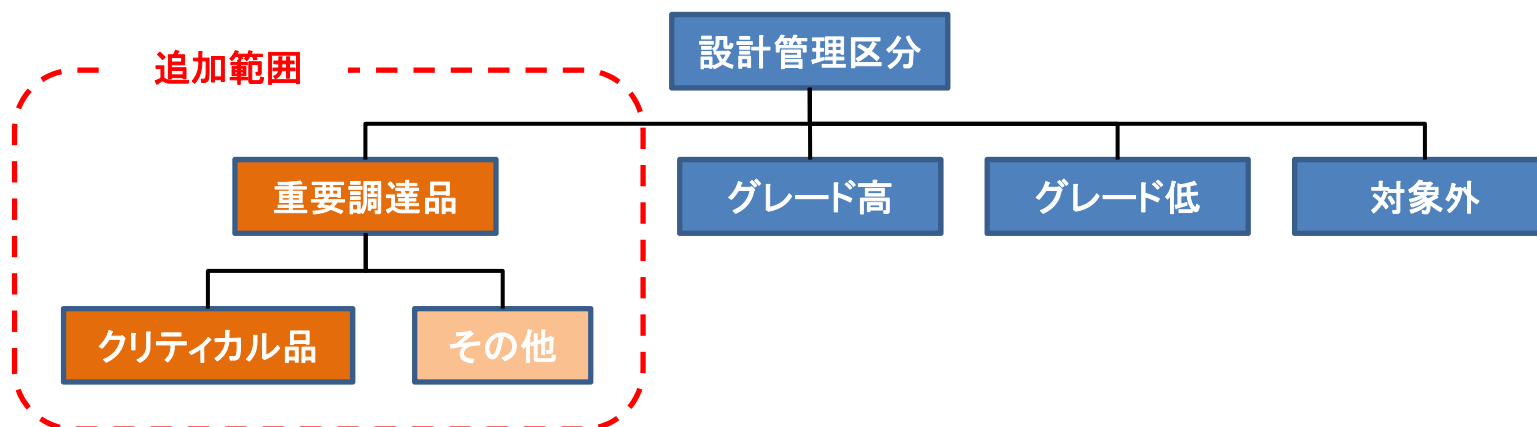 設計管理区分
追加範囲
重要調達品
グレード高
グレード低
対象外
クリティカル品
その他